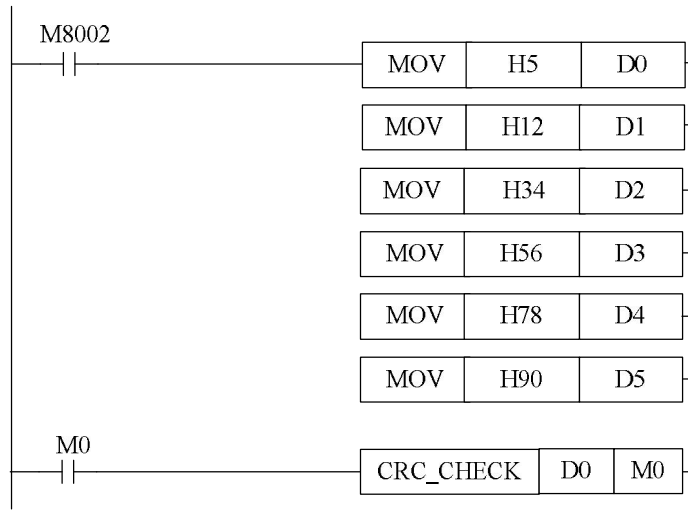 M8002
MOV H5 D0
MOV H12 D1
MOV H34 D2
MOV H56 D3
MOV H78 D4
MOV H90 D5
M0
CRC_CHECK D0 M0